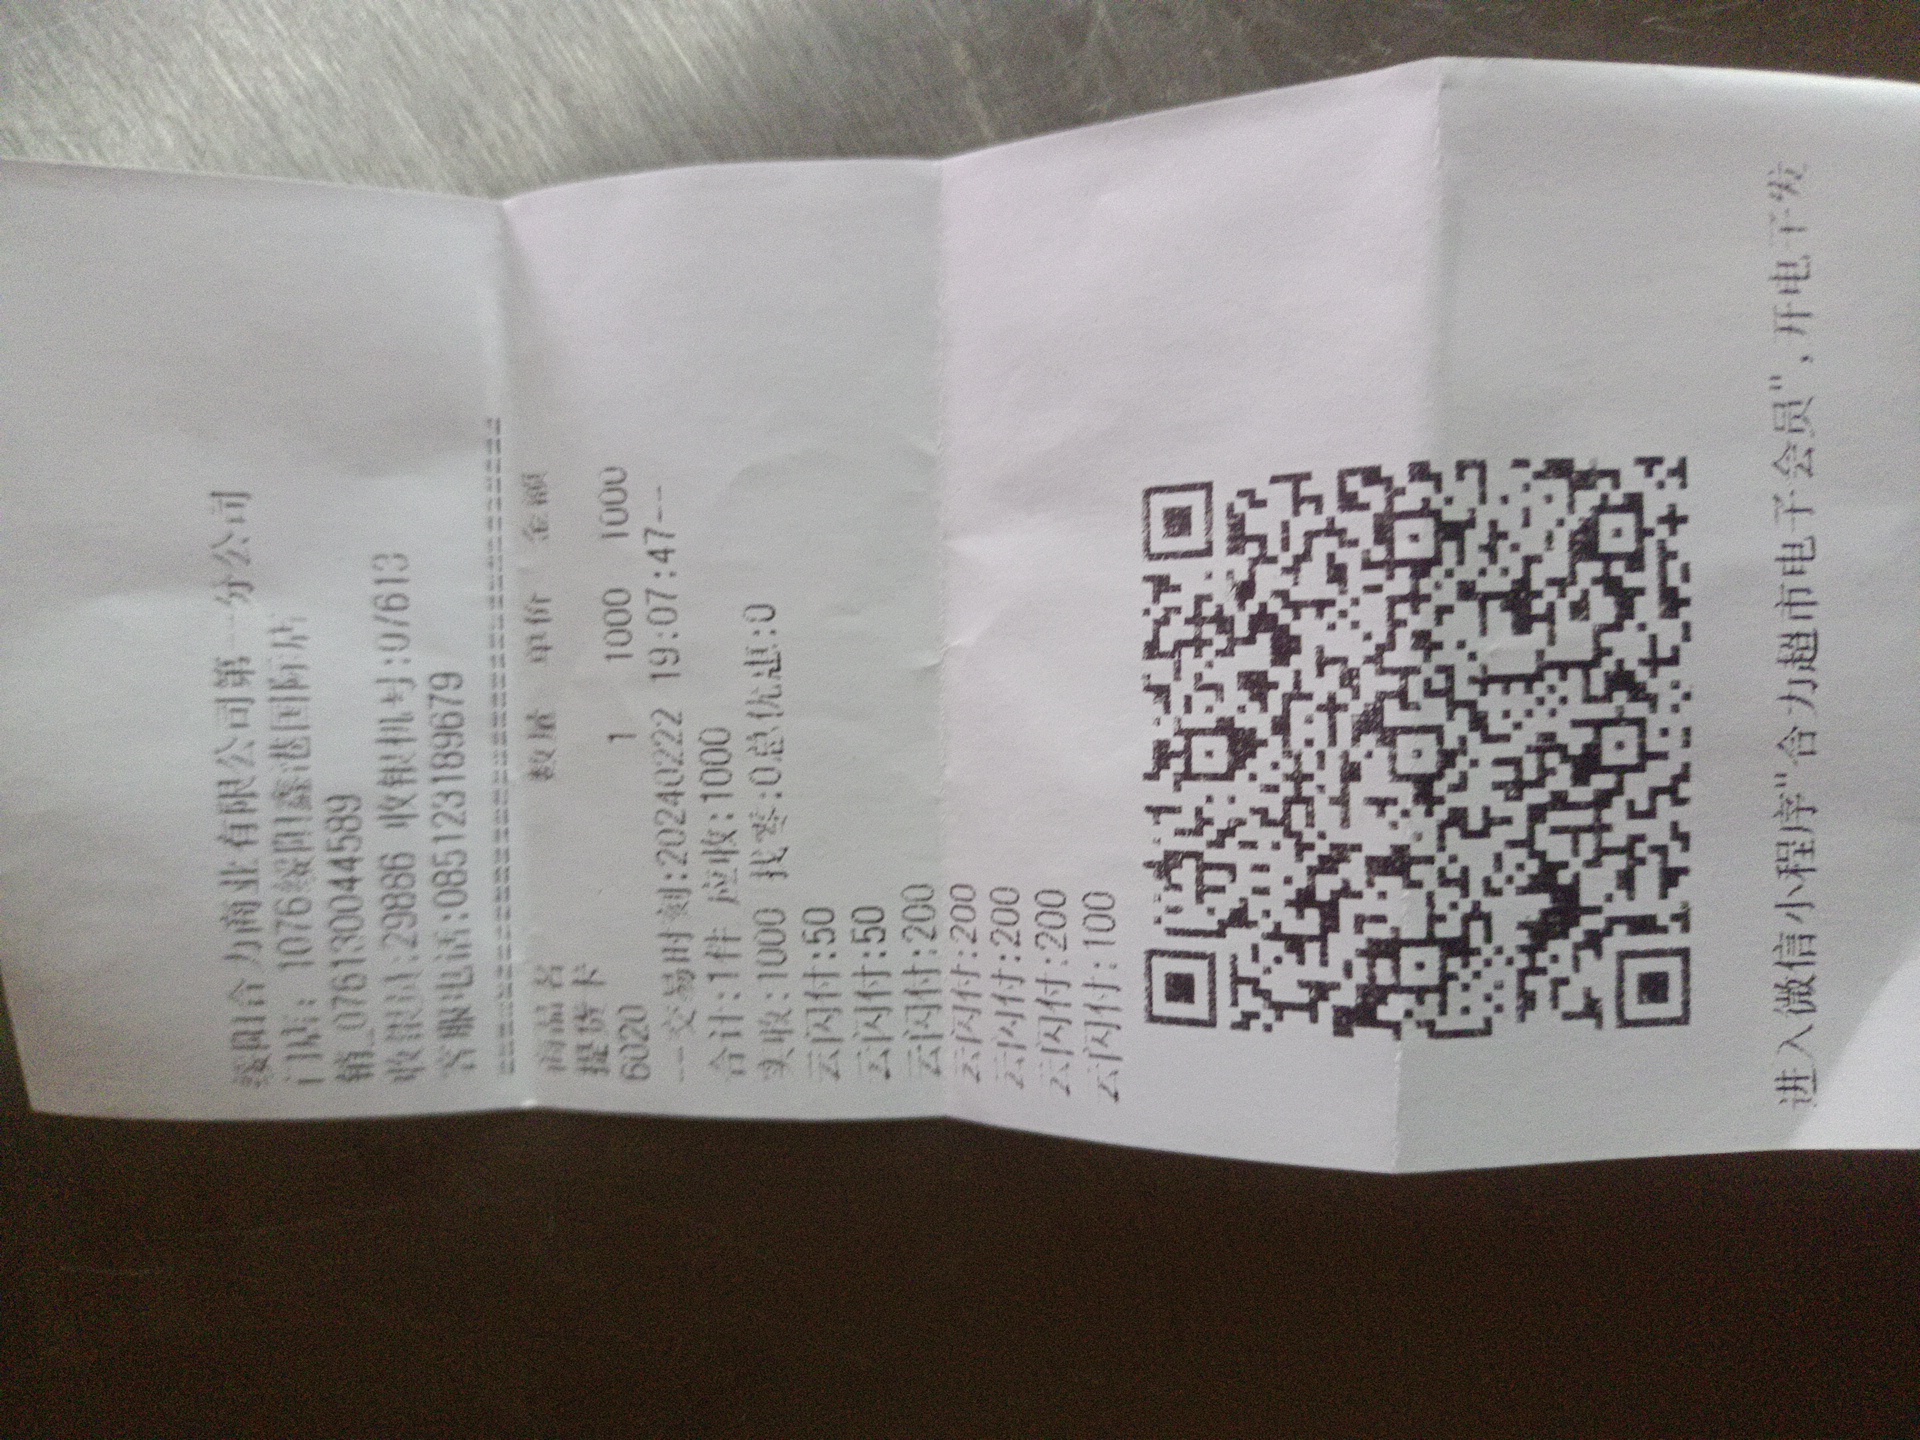 绥阳合力商业有限公司第一分公司
门店: 1076绥阳鑫港国际店
销_0761300044589
收银员:29886 收银机号:0/613
客服电话:085123189679
商品名 数量 单价 金额
提货卡
6020 1 1000 1000
---交易时刻:20240222 19:07:47---
合计:1件 应收:1000
实收:1000 找零:0总优惠:0
云闪付:50
云闪付:50
云闪付:200
云闪付:200
云闪付:200
云闪付:200
云闪付:100
进入微信小程序"合力超市电子会员", 开电子发